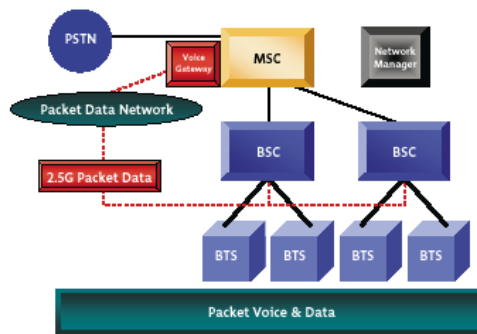 PSTN
Voice
Gateway
MSC
Network
Manager
Packet Data Network
BSC
BSC
2.5G Packet Data
BTS
BTS
BTS
BTS
Packet Voice & Data